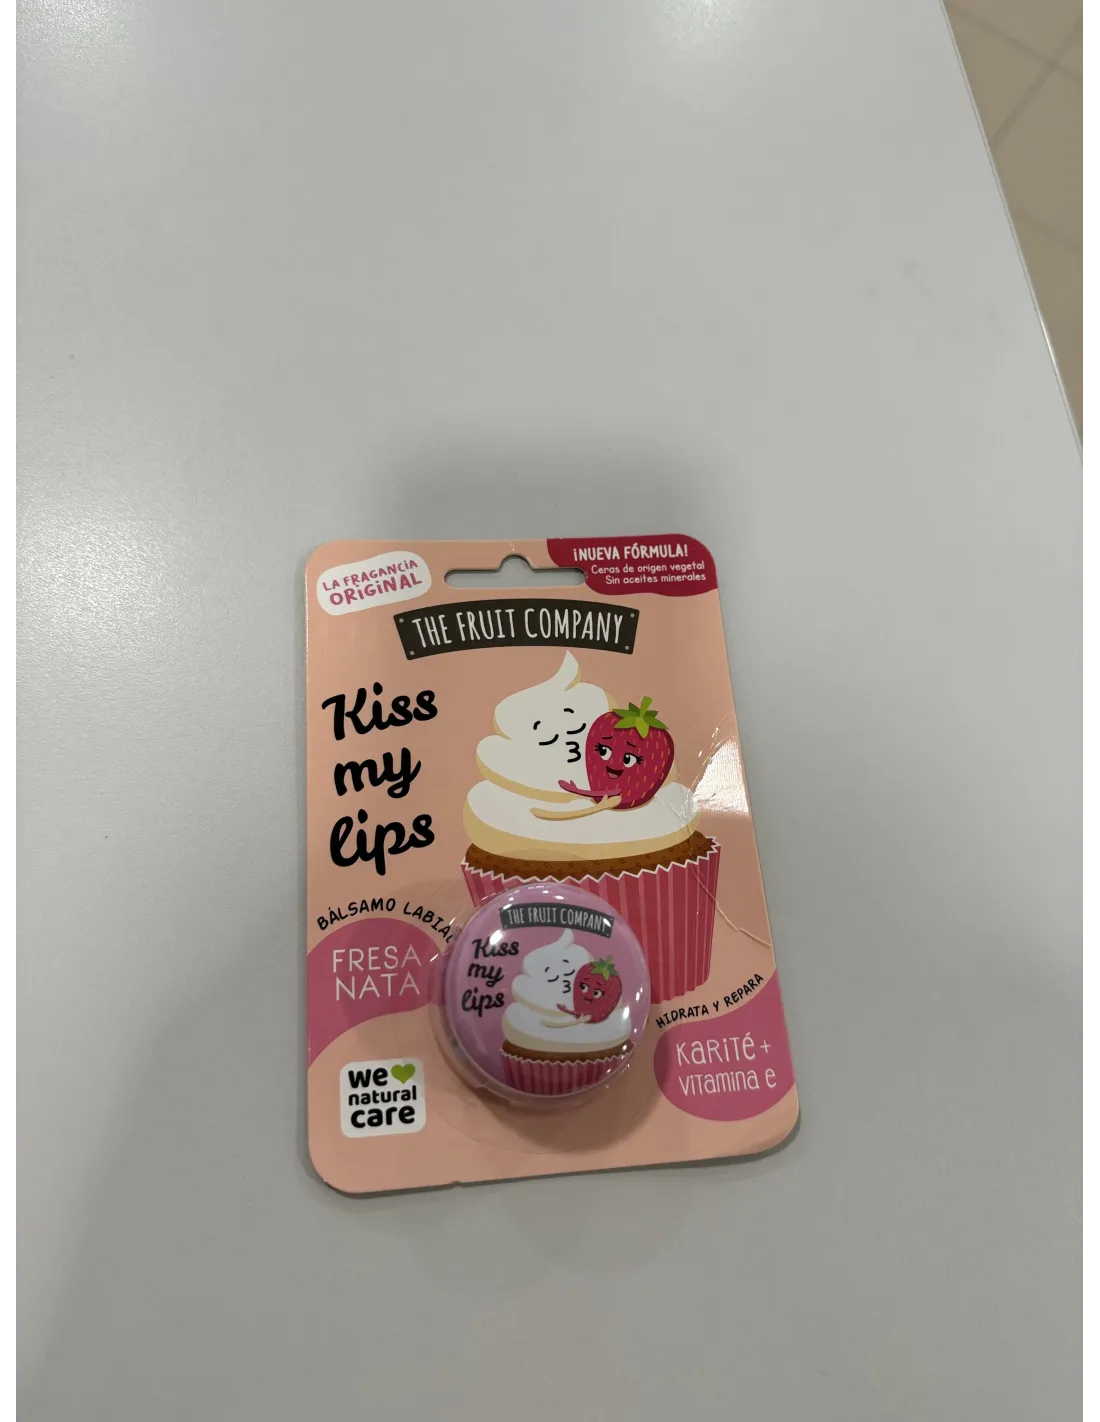 LA FRAGANCIA
ORiGiNAL
¡NUEVA FÓRMULA!
Ceras de origen vegetal
Sin aceites minerales
THE FRUIT COMPANY
Kiss
my
lips
BÁLSAMO LABIAL
FRESA
NATA
THE FRUIT COMPANY
Kiss
my
lips
HIDRATA Y REPARA
KaRiTé +
ViTamiNa e
we
natural
care